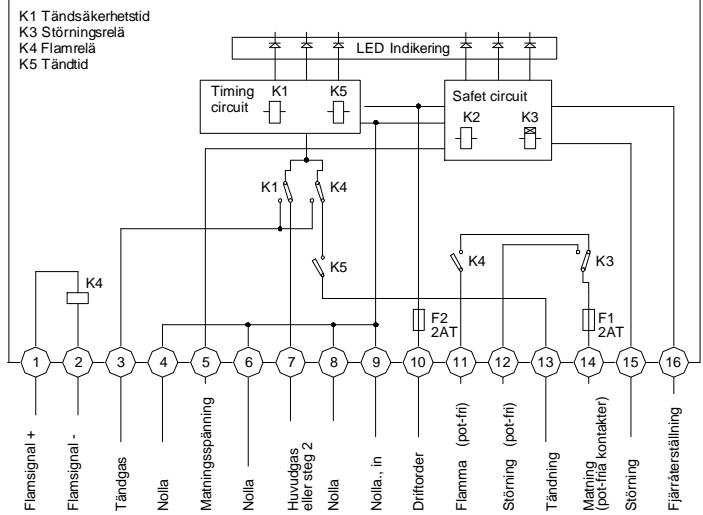 K1 Tändsäkerhetstid
K3 Störningsrelä
K4 Flamrelä
K5 Tändtid
LED Indikering
Timing
circuit
K1
K5
Safet circuit
K2
K3
K1
K4
K5
K4
K4
K3
F2
2AT
F1
2AT
1
2
3
4
5
6
7
8
9
10
11
12
13
14
15
16
Flamsignal +
Flamsignal -
Tändgas
Nolla
Matningsspänning
Nolla
Huvudgas
eller steg 2
Nolla
Nolla., in
Driftorder
Flamma (pot-fri)
Störning (pot-fri)
Tändning
Matning
(pot-fria kontakter)
Störning
Fjärråterställning